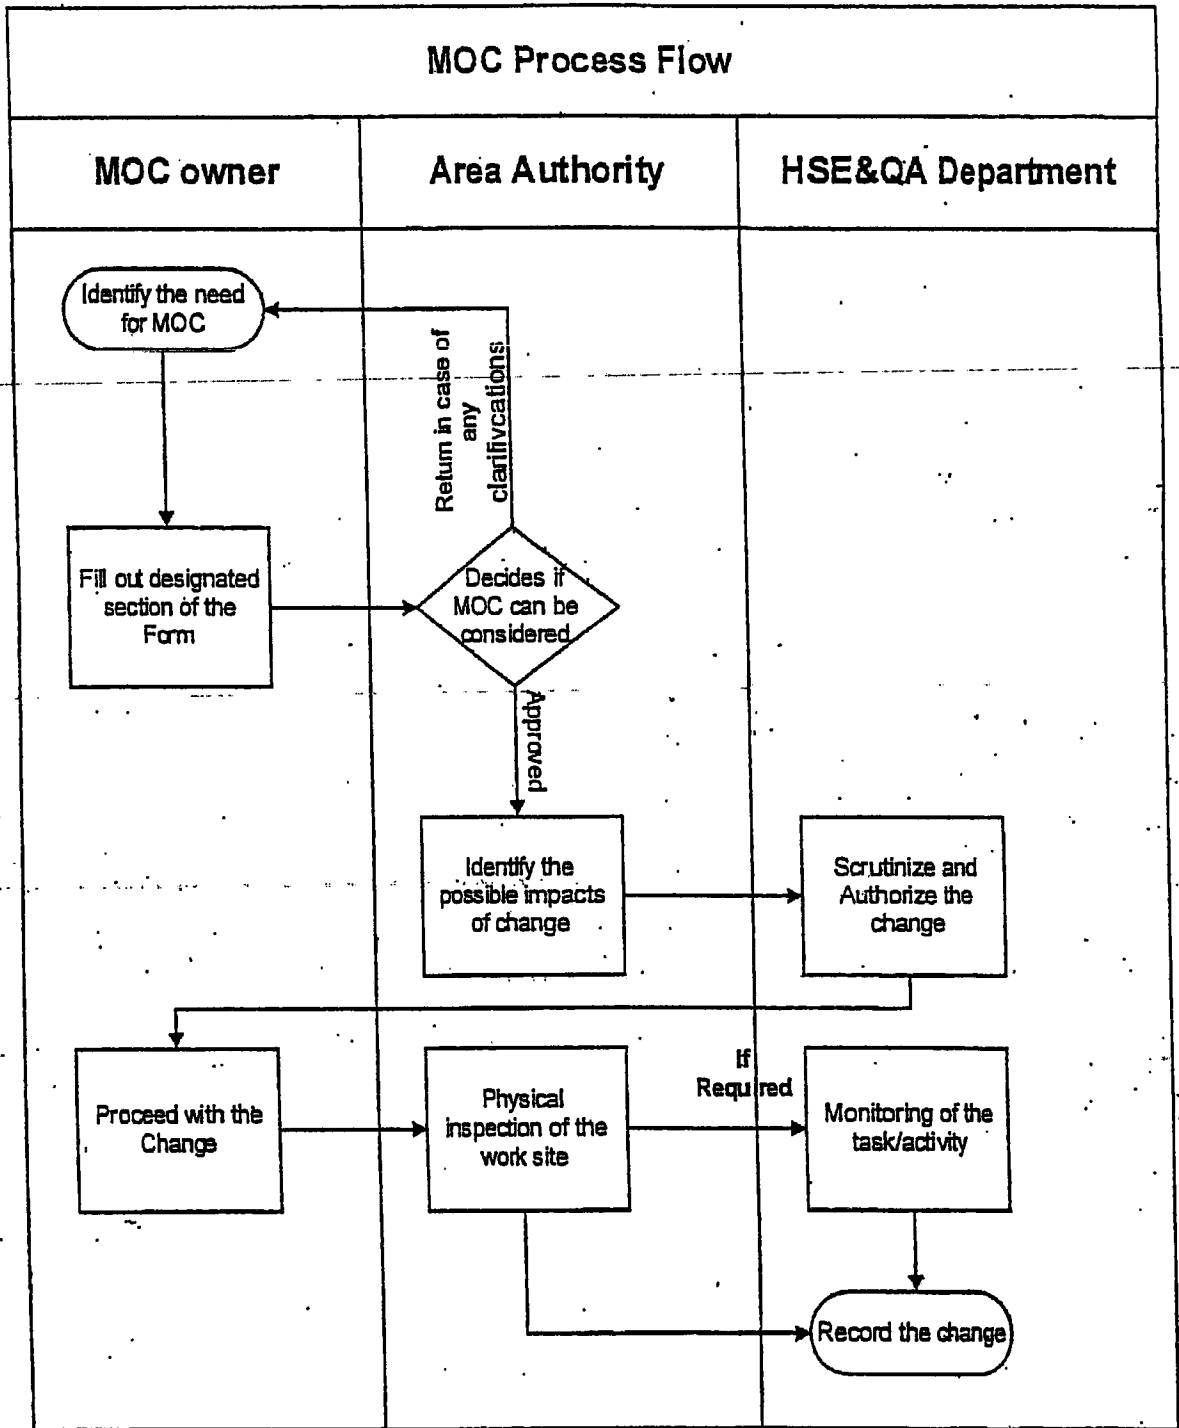 MOC Process Flow
MOC owner
Area Authority
HSE&QA Department
Identify the need
for MOC
Return in case of
any
clarifivcations
Fill out designated
section of the
Form
Decides if
MOC can be
considered
Approved
Identify the
possible impacts
of change
Scrutinize and
Authorize the
change
Proceed with the
Change
Physical
inspection of the
work site
If
Required
Monitoring of the
task/activity
Record the change